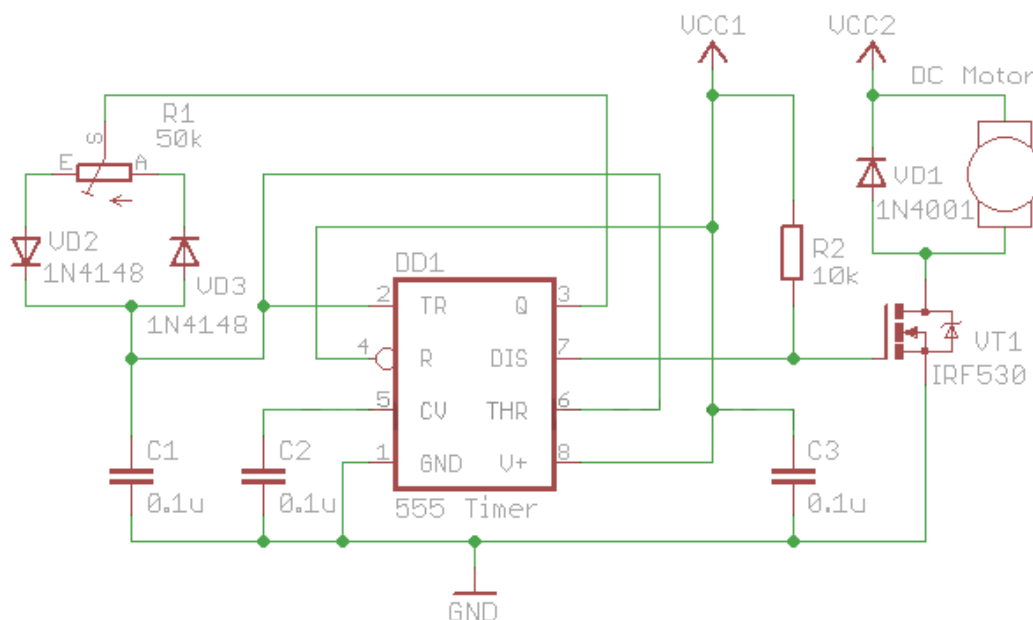 VCC1
VCC2
DC Motor
R1
50k
S
E
A
VD1
1N4001
VD2
1N4148
VD3
1N4148
R2
10k
DD1
2
TR
Q
3
4
R
DIS
7
5
CV
THR
6
1
GND
V+
8
555 Timer
VT1
IRF530
C1
0.1u
C2
0.1u
C3
0.1u
GND